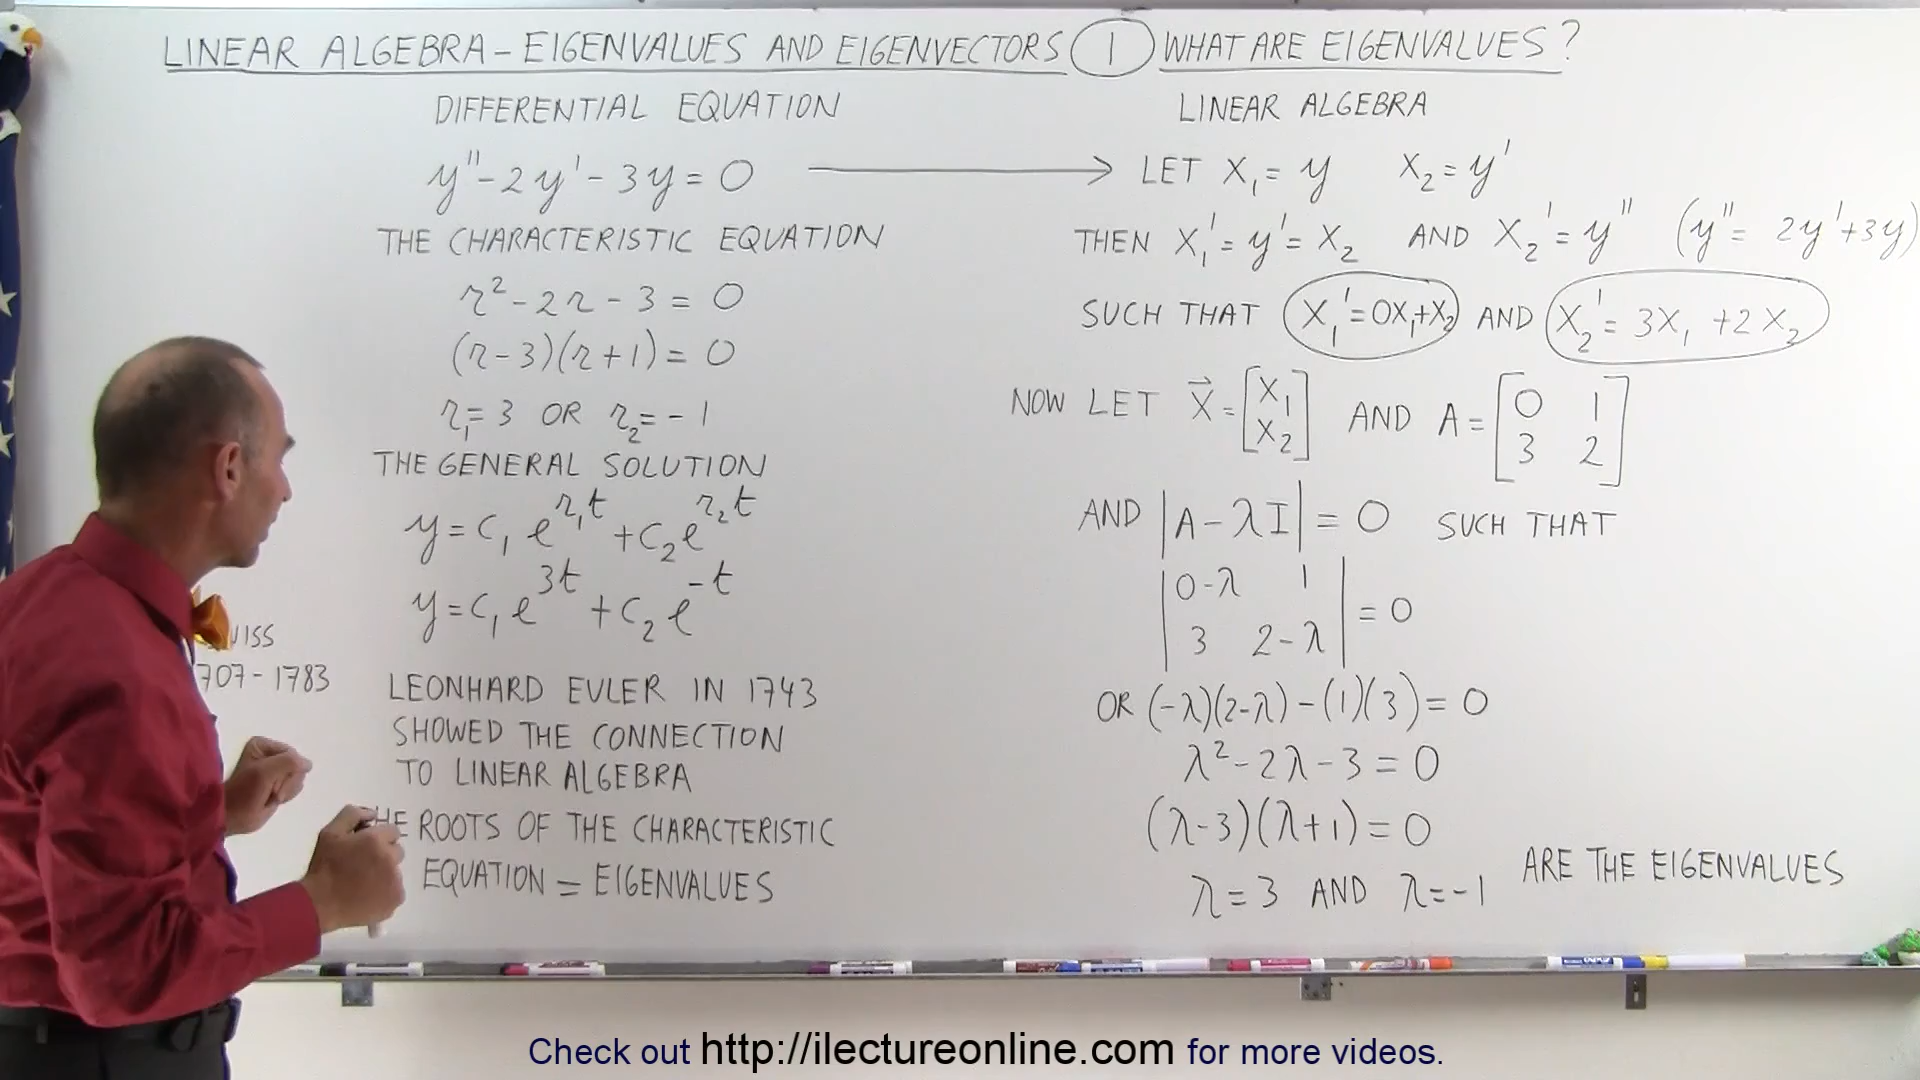 LINEAR ALGEBRA - EIGENVALUES AND EIGENVECTORS 1 WHAT ARE EIGENVALUES?
DIFFERENTIAL EQUATION
y'' - 2y' - 3y = 0
THE CHARACTERISTIC EQUATION
r² - 2r - 3 = 0
(r-3)(r+1) = 0
r₁ = 3 OR r₂ = -1
THE GENERAL SOLUTION
y = c₁ e^{r₁t} + c₂ e^{r₂t}
y = c₁ e^{3t} + c₂ e^{-t}
707 - 1783
LEONHARD EULER IN 1743
SHOWED THE CONNECTION
TO LINEAR ALGEBRA
ROOTS OF THE CHARACTERISTIC
EQUATION = EIGENVALUES
LINEAR ALGEBRA
LET X₁ = y X₂ = y'
THEN X₁' = y' = X₂ AND X₂' = y'' (y'' = 2y' + 3y)
SUCH THAT X₁' = 0X₁ + X₂ AND X₂' = 3X₁ + 2X₂
NOW LET X⃗ = [X₁ X₂] AND A = [0 1
3 2]
AND |A - λI| = 0 SUCH THAT
|0-λ 1
3 2-λ| = 0
OR (-λ)(2-λ) - (1)(3) = 0
λ² - 2λ - 3 = 0
(λ-3)(λ+1) = 0
λ = 3 AND λ = -1 ARE THE EIGENVALUES
Check out http://ilectureonline.com for more videos.